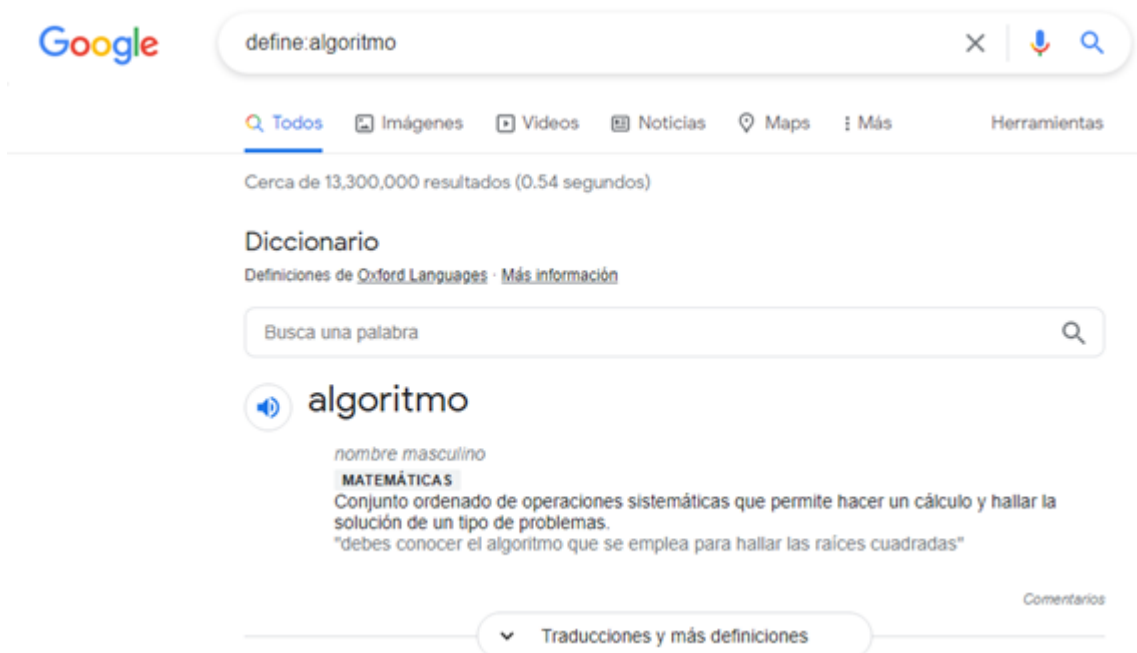 Google
define:algoritmo
Todos Imágenes Videos Noticias Maps Más Herramientas
Cerca de 13,300,000 resultados (0.54 segundos)
Diccionario
Definiciones de Oxford Languages · Más información
Busca una palabra
algoritmo
nombre masculino
MATEMÁTICAS
Conjunto ordenado de operaciones sistemáticas que permite hacer un cálculo y hallar la
solución de un tipo de problemas.
"debes conocer el algoritmo que se emplea para hallar las raíces cuadradas"
Comentarios
Traducciones y más definiciones